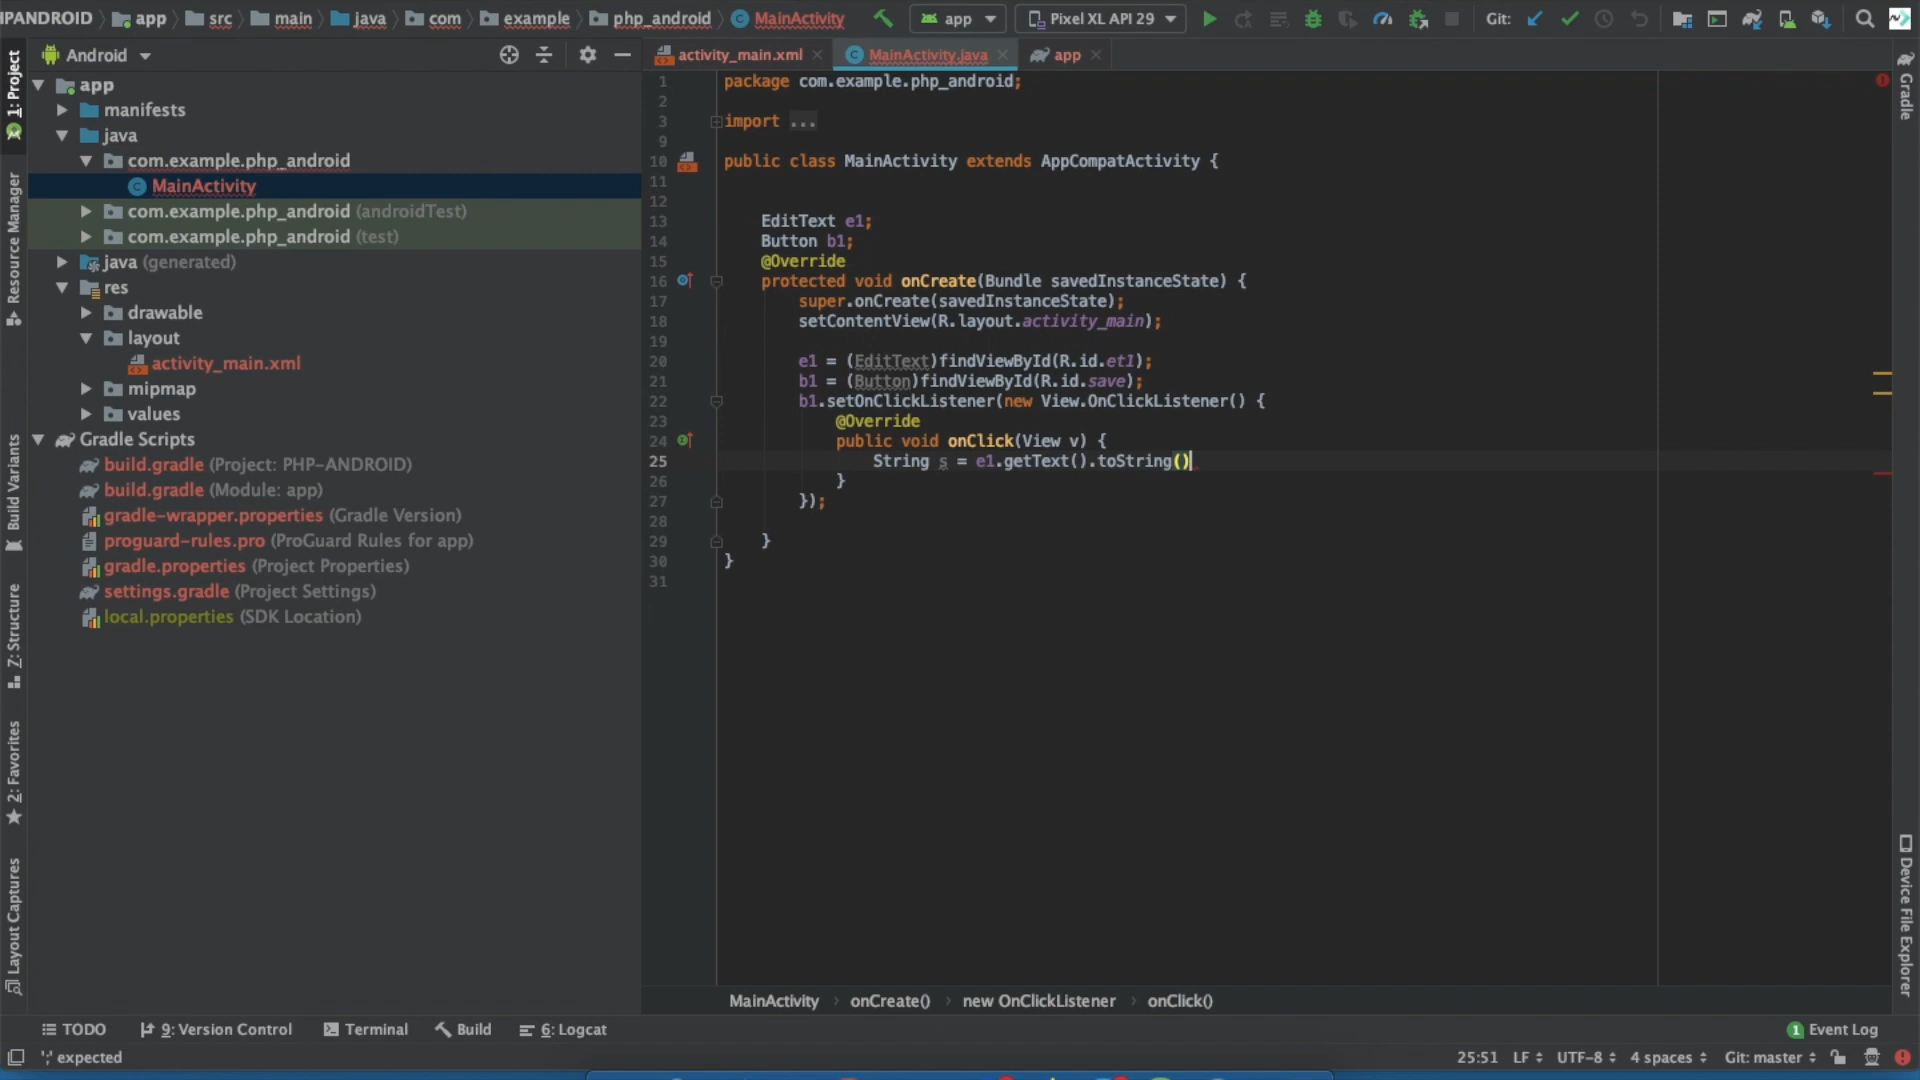 IPANDROID app src main java com example php_android MainActivity app Pixel XL API 29 Git:
1: Project
Resource Manager
Build Variants
Z: Structure
2: Favorites
Layout Captures
Android
app
manifests
java
com.example.php_android
MainActivity
com.example.php_android (androidTest)
com.example.php_android (test)
java (generated)
res
drawable
layout
activity_main.xml
mipmap
values
Gradle Scripts
build.gradle (Project: PHP-ANDROID)
build.gradle (Module: app)
gradle-wrapper.properties (Gradle Version)
proguard-rules.pro (ProGuard Rules for app)
gradle.properties (Project Properties)
settings.gradle (Project Settings)
local.properties (SDK Location)
activity_main.xml MainActivity.java app
1 package com.example.php_android;
2
3 import ...
9
10 public class MainActivity extends AppCompatActivity {
11
12
13 EditText e1;
14 Button b1;
15 @Override
16 protected void onCreate(Bundle savedInstanceState) {
17 super.onCreate(savedInstanceState);
18 setContentView(R.layout.activity_main);
19
20 e1 = (EditText)findViewById(R.id.et1);
21 b1 = (Button)findViewById(R.id.save);
22 b1.setOnClickListener(new View.OnClickListener() {
23 @Override
24 public void onClick(View v) {
25 String s = e1.getText().toString()
26 }
27 });
28
29 }
30 }
31
MainActivity onCreate() new OnClickListener onClick()
Gradle
Device File Explorer
TODO 9: Version Control Terminal Build 6: Logcat 1 Event Log
';' expected 25:51 LF UTF-8 4 spaces Git: master